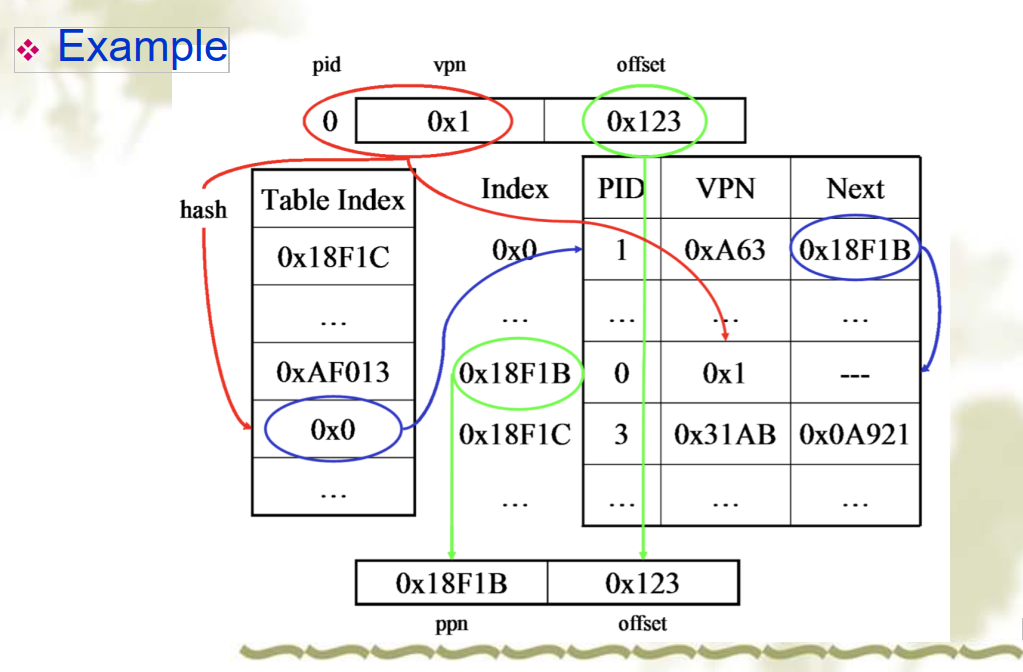 ❖ Example
pid vpn offset
0 0x1 0x123
hash
Table Index
0x18F1C
...
0xAF013
0x0
...
Index PID VPN Next
0x0 1 0xA63 0x18F1B
... ... ... ...
0x18F1B 0 0x1 ---
0x18F1C 3 0x31AB 0x0A921
... ... ... ...
0x18F1B 0x123
ppn offset